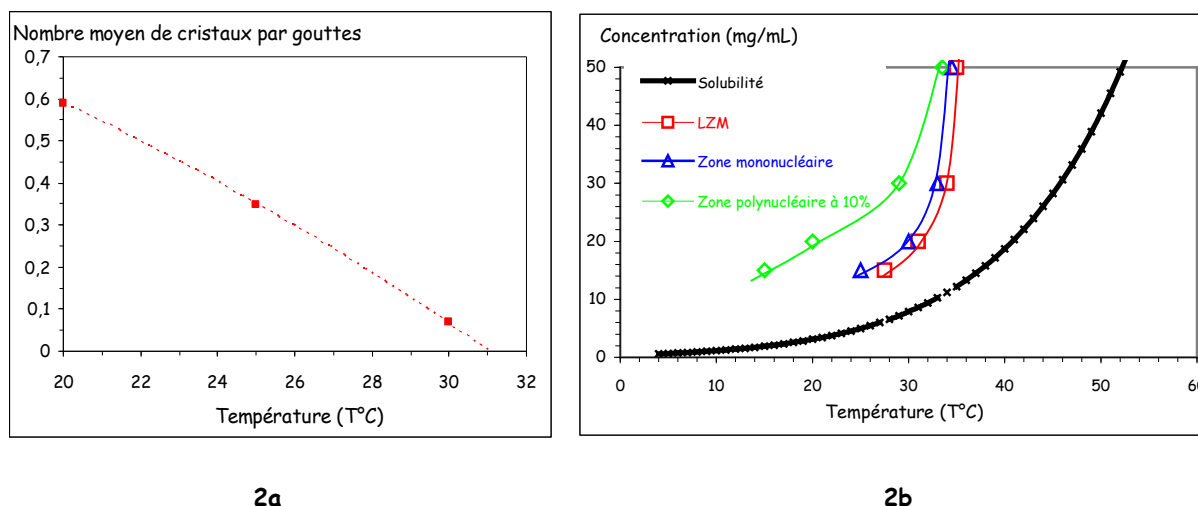 Nombre moyen de cristaux par gouttes
0,7
0,6
0,5
0,4
0,3
0,2
0,1
0
20 22 24 26 28 30 32
Température (T°C)
2a
Concentration (mg/mL)
50
40
30
20
10
0
Solubilité
LZM
Zone mononucléaire
Zone polynucléaire à 10%
0 10 20 30 40 50 60
Température (T°C)
2b